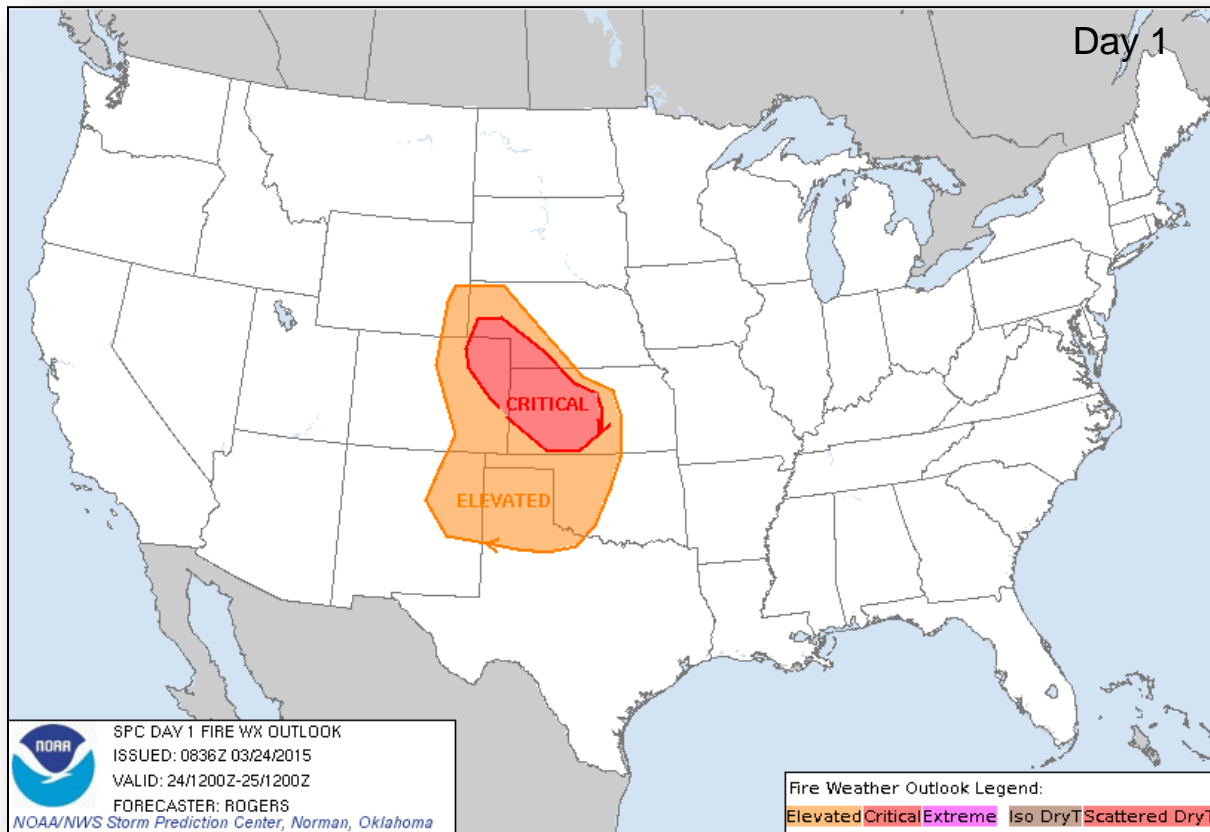 Day 1
CRITICAL
ELEVATED
NOAA
SPC DAY 1 FIRE WX OUTLOOK
ISSUED: 0836Z 03/24/2015
VALID: 24/1200Z-25/1200Z
FORECASTER: ROGERS
NOAA/NWS Storm Prediction Center, Norman, Oklahoma
Fire Weather Outlook Legend:
Elevated Critical Extreme Iso DryT Scattered DryT